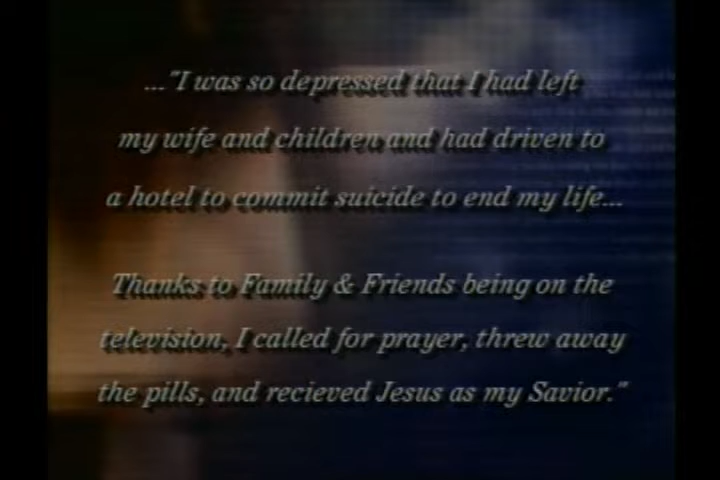 ..."I was so depressed that I had left
my wife and children and had driven to
a hotel to commit suicide to end my life...
Thanks to Family & Friends being on the
television, I called for prayer, threw away
the pills, and recieved Jesus as my Savior."